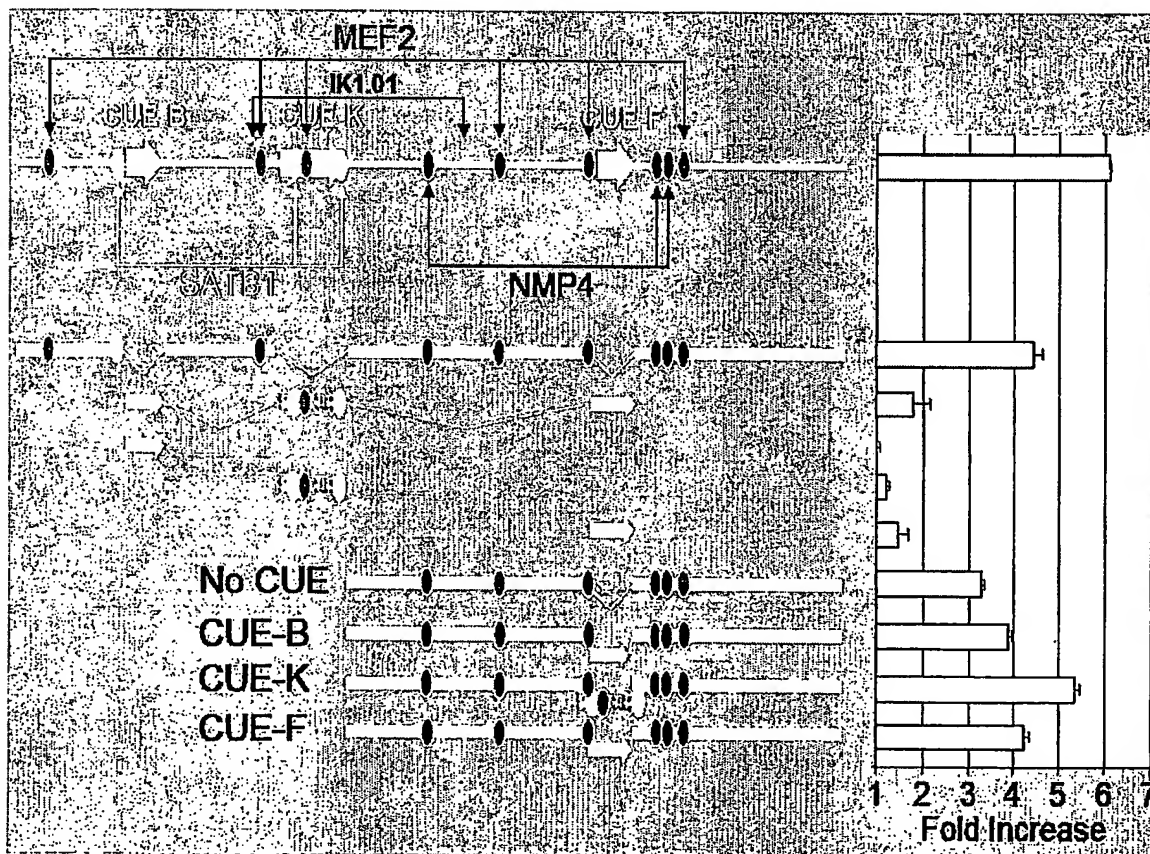 MEF2
IK1.01
CUE B CUE K CUE F
SATB1
NMP4
No CUE
CUE-B
CUE-K
CUE-F
1 2 3 4 5 6 7
Fold Increase